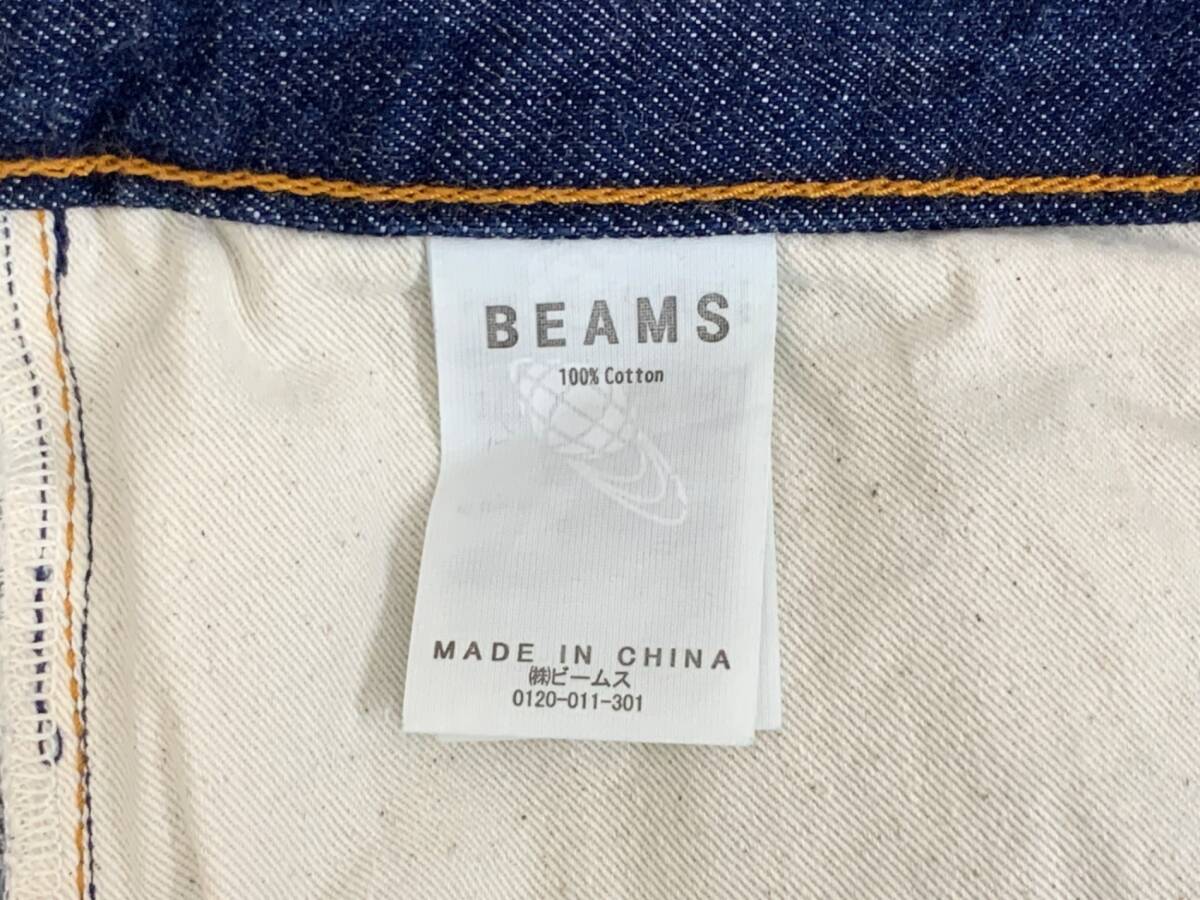 BEAMS
100% Cotton
MADE IN CHINA
㈱ビームス
0120-011-301